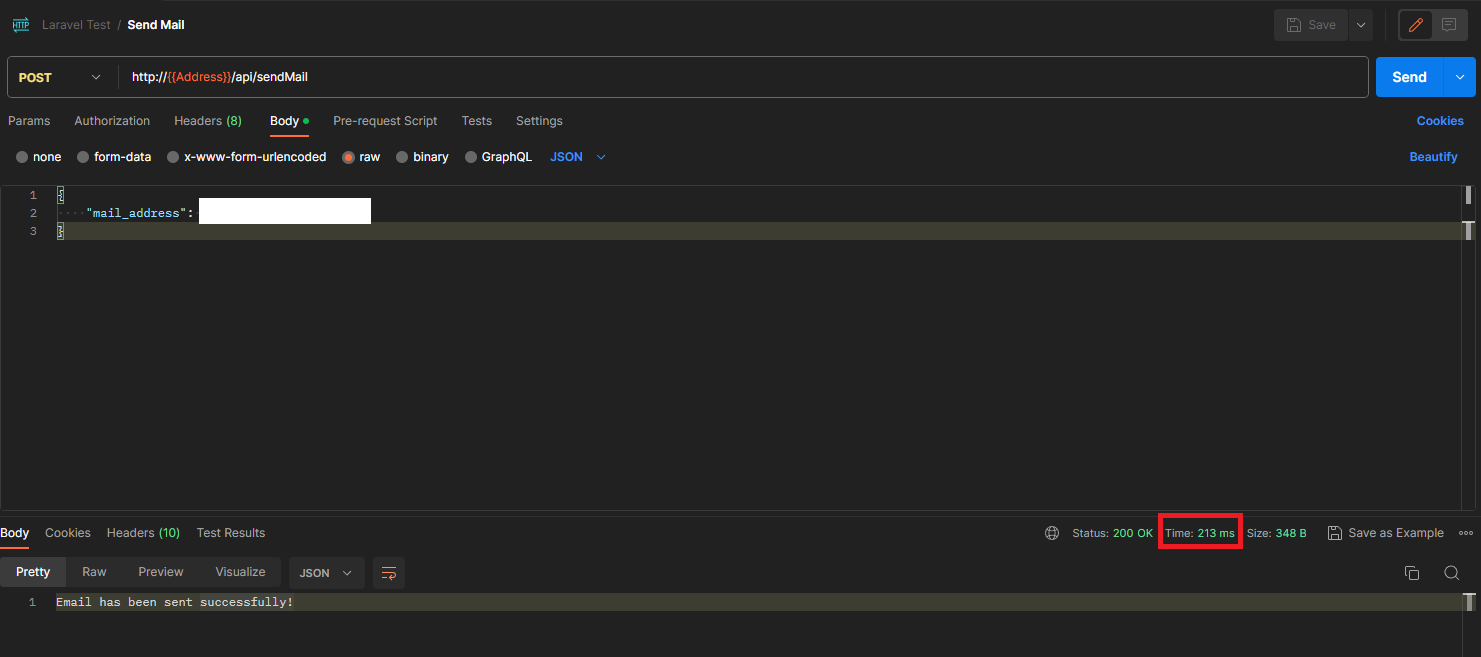 HTTP Laravel Test / Send Mail Save
POST http://{{Address}}/api/sendMail Send
Params Authorization Headers (8) Body Pre-request Script Tests Settings Cookies
none form-data x-www-form-urlencoded raw binary GraphQL JSON Beautify
1 {
2 "mail_address":
3 }
Body Cookies Headers (10) Test Results Status: 200 OK Time: 213 ms Size: 348 B Save as Example
Pretty Raw Preview Visualize JSON
1 Email has been sent successfully!